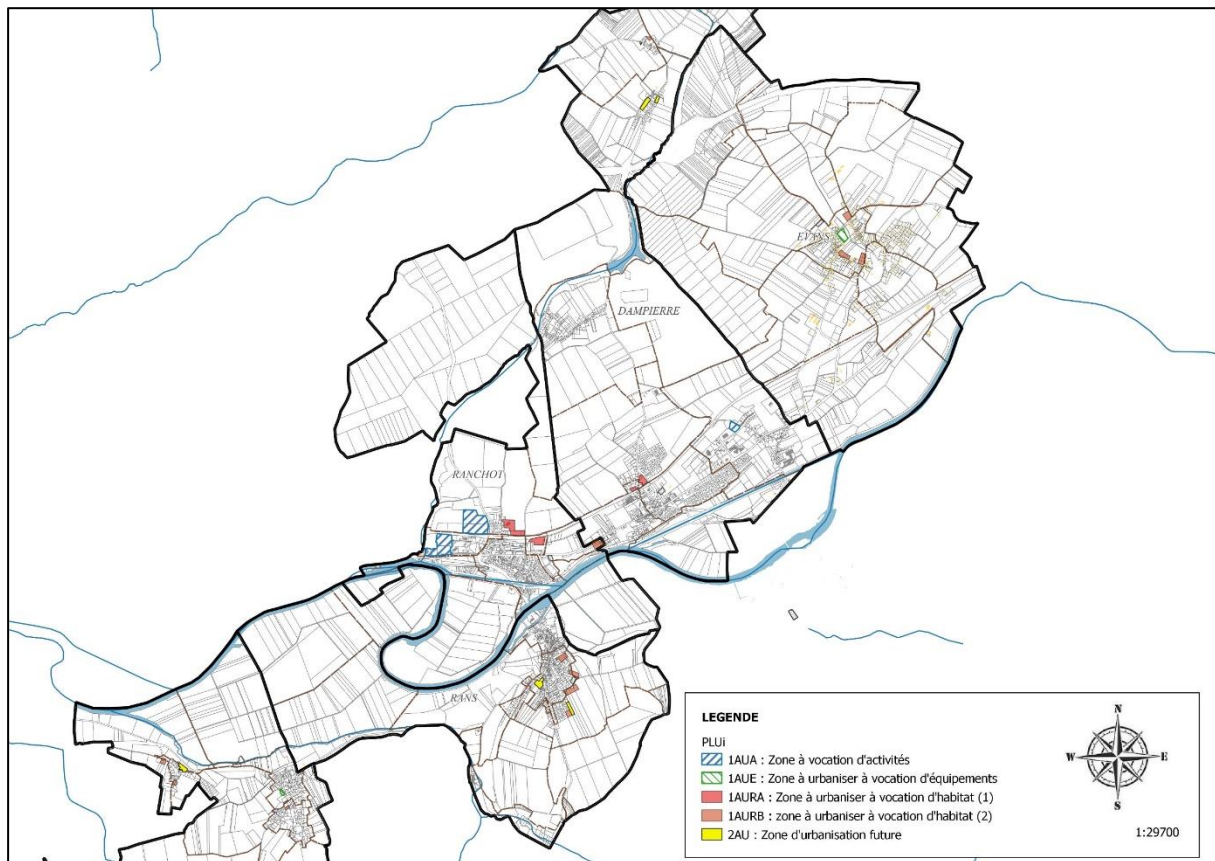 EVANS
DAMPIERRE
RANCHOT
RANS
LEGENDE
PLUi
1AUA : Zone à vocation d'activités
1AUE : Zone à urbaniser à vocation d'équipements
1AURA : Zone à urbaniser à vocation d'habitat (1)
1AURB : zone à urbaniser à vocation d'habitat (2)
2AU : Zone d'urbanisation future
N
W
E
S
1:29700